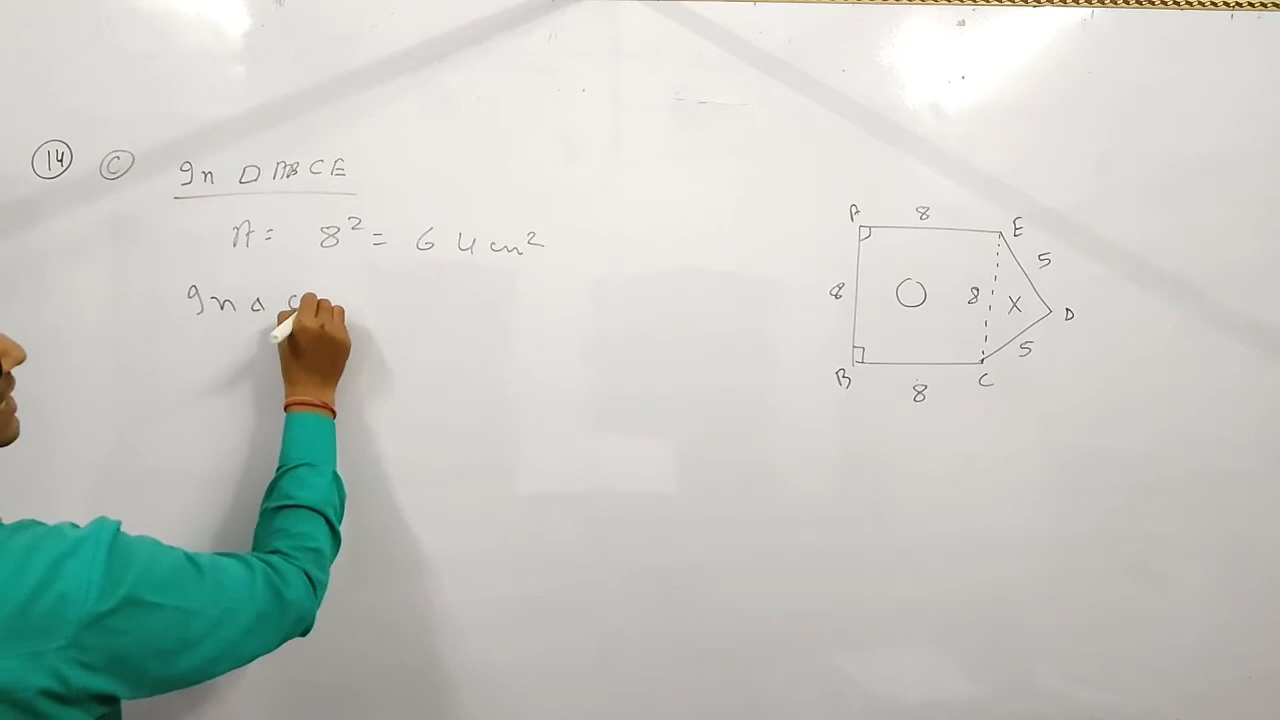 14 C In □ ABCE
A = 8² = 64 cm²
In △ C
A 8 E
5
8 8 D
5
B 8 C